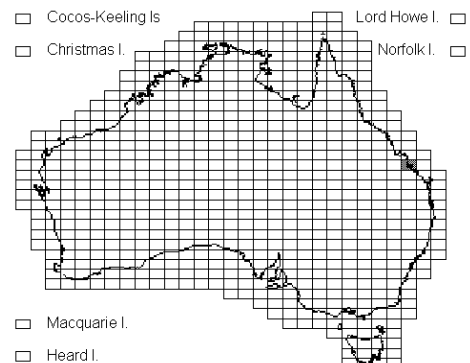 Cocos-Keeling Is
Lord Howe I.
Christmas I.
Norfolk I.
Macquarie I.
Heard I.